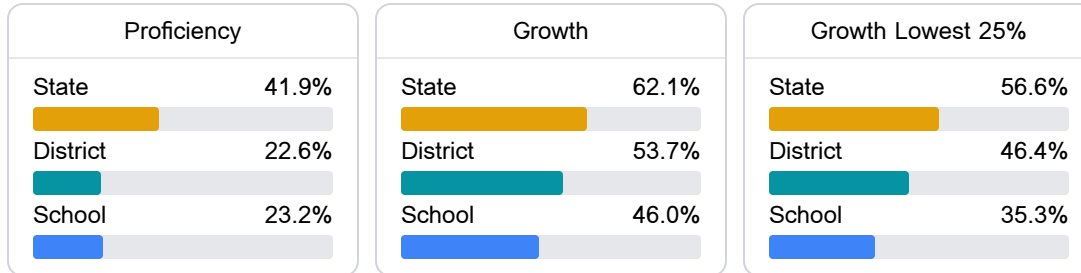 Proficiency
State 41.9%
District 22.6%
School 23.2%
Growth
State 62.1%
District 53.7%
School 46.0%
Growth Lowest 25%
State 56.6%
District 46.4%
School 35.3%